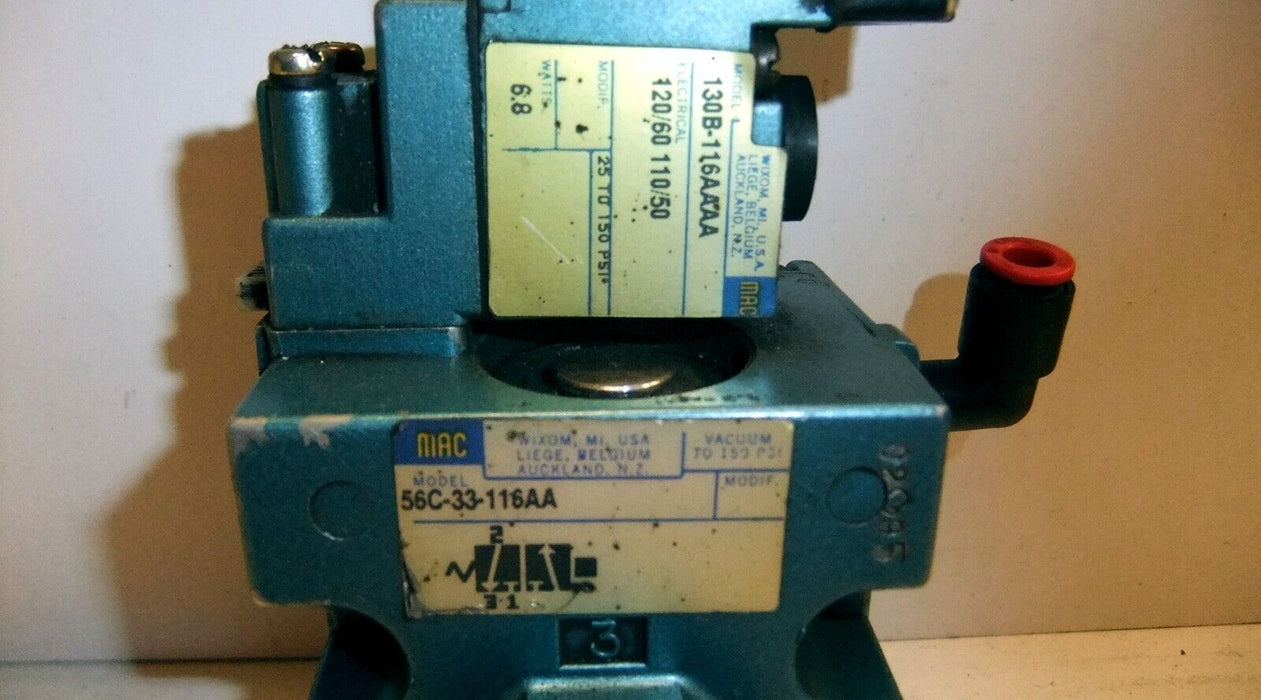 MODEL
130B-116AAAA
WIXOM, MI, U.S.A.
LIEGE, BELGIUM
AUCKLAND, N.Z.
MAC
ELECTRICAL
120/60 110/50
MODIF.
25 TO 150 PSI
WATTS
6.8
MAC
WIXOM, MI, USA
LIEGE, BELGIUM
AUCKLAND, N.Z.
VACUUM
TO 150 PSI
MODEL
56C-33-116AA
MODIF.
2
3 1
3